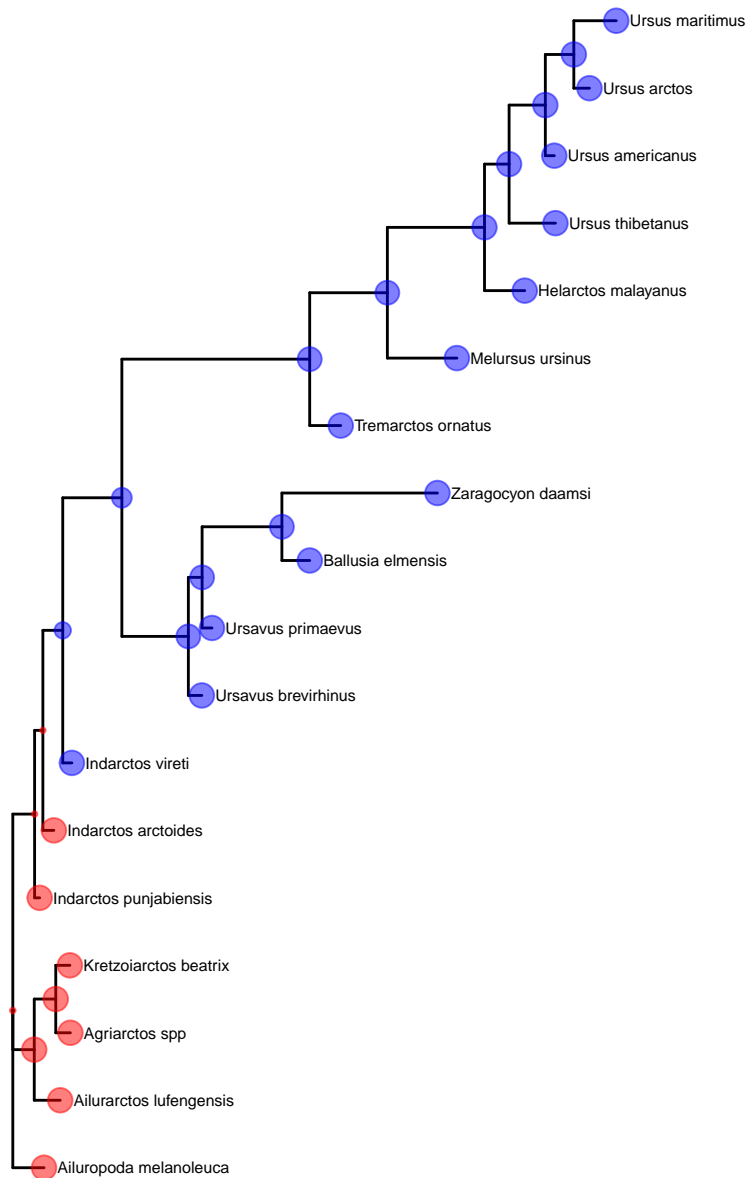 Ursus maritimus
Ursus arctos
Ursus americanus
Ursus thibetanus
Helarctos malayanus
Melursus ursinus
Tremarctos ornatus
Zaragocyon daamsi
Ballusia elmensis
Ursavus primaevus
Ursavus brevirhinus
Indarctos vireti
Indarctos arctoides
Indarctos punjabiensis
Kretzoiarctos beatrix
Agriarctos spp
Ailurarctos lufengensis
Ailuropoda melanoleuca